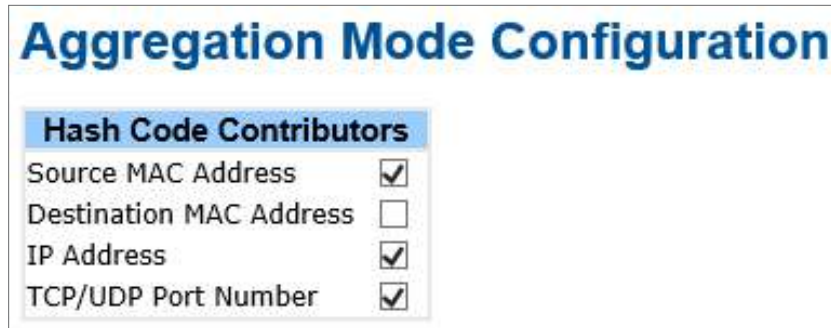 Aggregation Mode Configuration
Hash Code Contributors
Source MAC Address
Destination MAC Address
IP Address
TCP/UDP Port Number